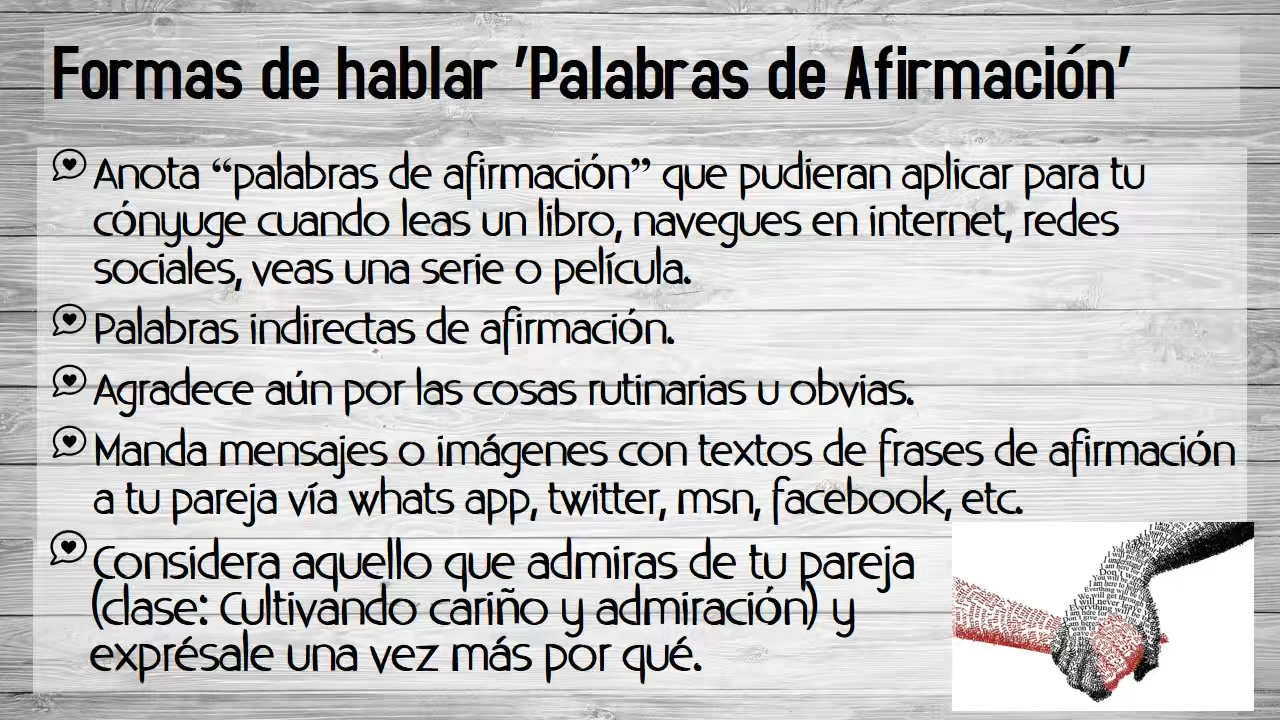 Formas de hablar 'Palabras de Afirmación'
Anota “palabras de afirmación” que pudieran aplicar para tu
cónyuge cuando leas un libro, navegues en internet, redes
sociales, veas una serie o película.
Palabras indirectas de afirmación.
Agradece aún por las cosas rutinarias u obvias.
Manda mensajes o imágenes con textos de frases de afirmación
a tu pareja vía whats app, twitter, msn, facebook, etc.
Considera aquello que admiras de tu pareja
(clase: Cultivando cariño y admiración) y
exprésale una vez más por qué.